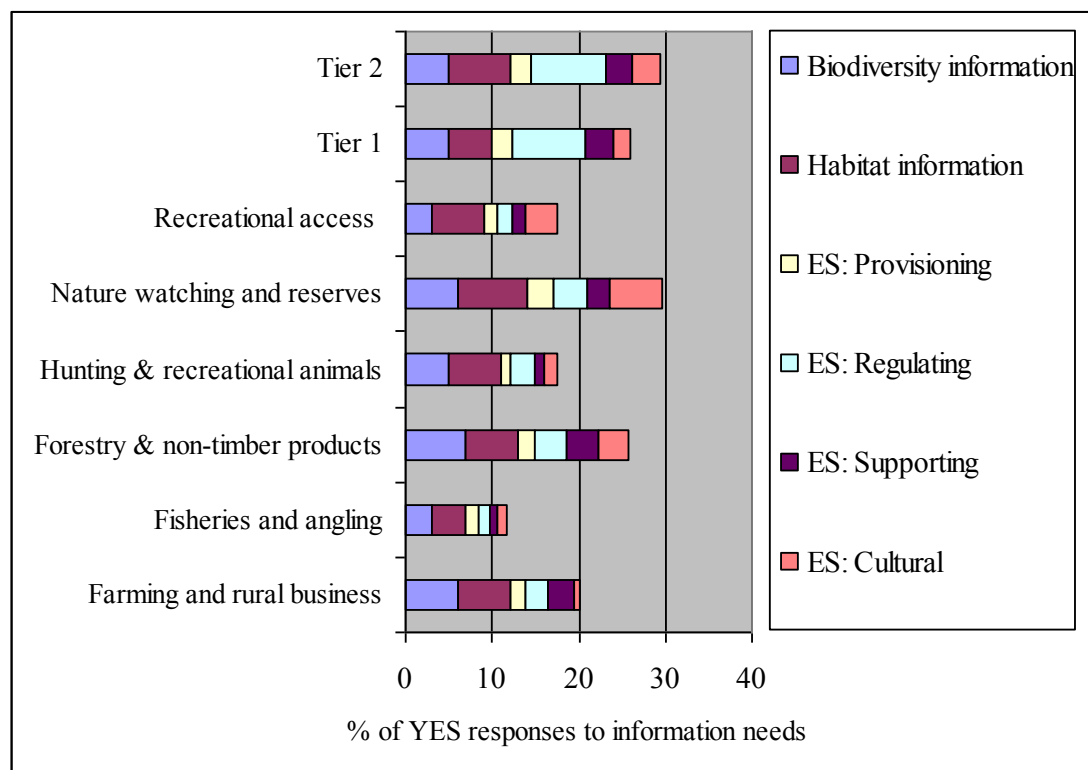 Tier 2
Tier 1
Recreational access
Nature watching and reserves
Hunting & recreational animals
Forestry & non-timber products
Fisheries and angling
Farming and rural business
0 10 20 30 40
% of YES responses to information needs
Biodiversity information
Habitat information
ES: Provisioning
ES: Regulating
ES: Supporting
ES: Cultural